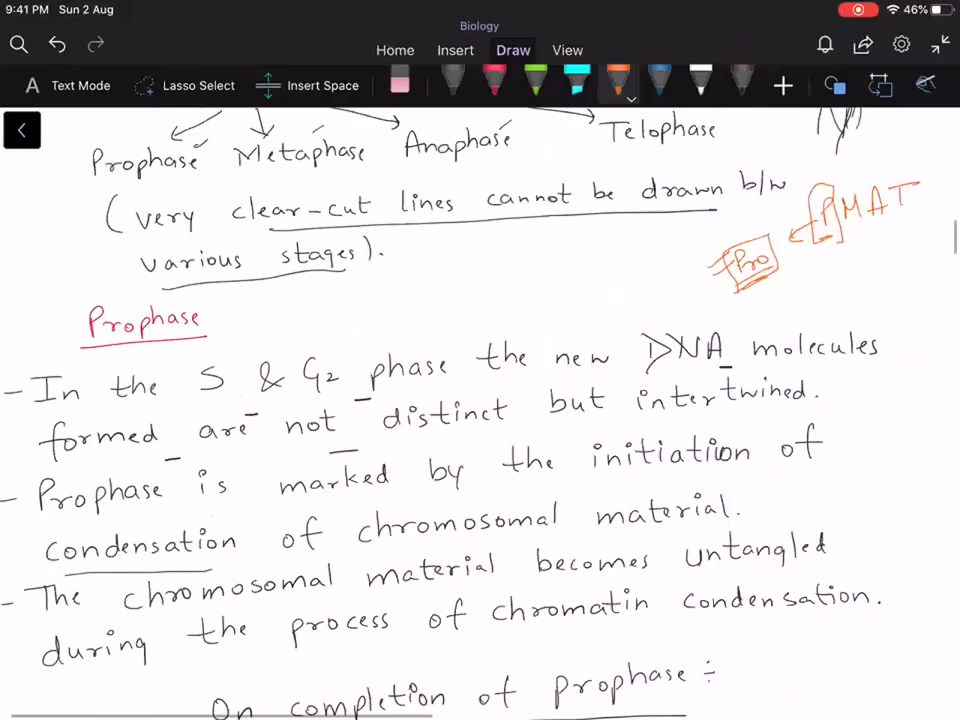 9:41 PM Sun 2 Aug
46%
Biology
Home Insert Draw View
A Text Mode Lasso Select Insert Space
Prophase Metaphase Anaphase Telophase
(very clear-cut lines cannot be drawn b/w
various stages).
PMAT
Pro
Prophase
- In the S & G2 phase the new DNA molecules
formed are not distinct but intertwined.
- Prophase is marked by the initiation of
condensation of chromosomal material.
- The chromosomal material becomes untangled
during the process of chromatin condensation.
On completion of prophase ÷